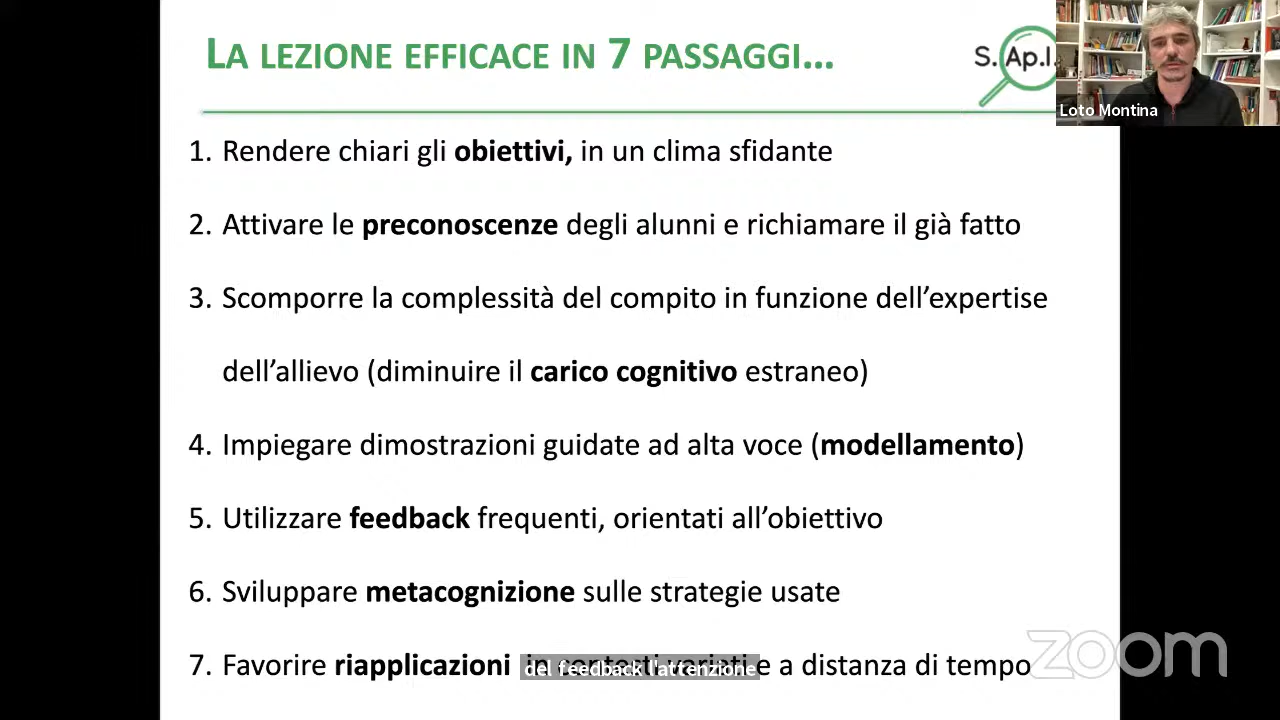 LA LEZIONE EFFICACE IN 7 PASSAGGI…
S. Ap.I.
Loto Montina
1. Rendere chiari gli obiettivi, in un clima sfidante
2. Attivare le preconoscenze degli alunni e richiamare il già fatto
3. Scomporre la complessità del compito in funzione dell’expertise
dell’allievo (diminuire il carico cognitivo estraneo)
4. Impiegare dimostrazioni guidate ad alta voce (modellamento)
5. Utilizzare feedback frequenti, orientati all’obiettivo
6. Sviluppare metacognizione sulle strategie usate
7. Favorire riapplicazioni in contesti variati e a distanza di tempo
del feedback l'attenzione
zoom